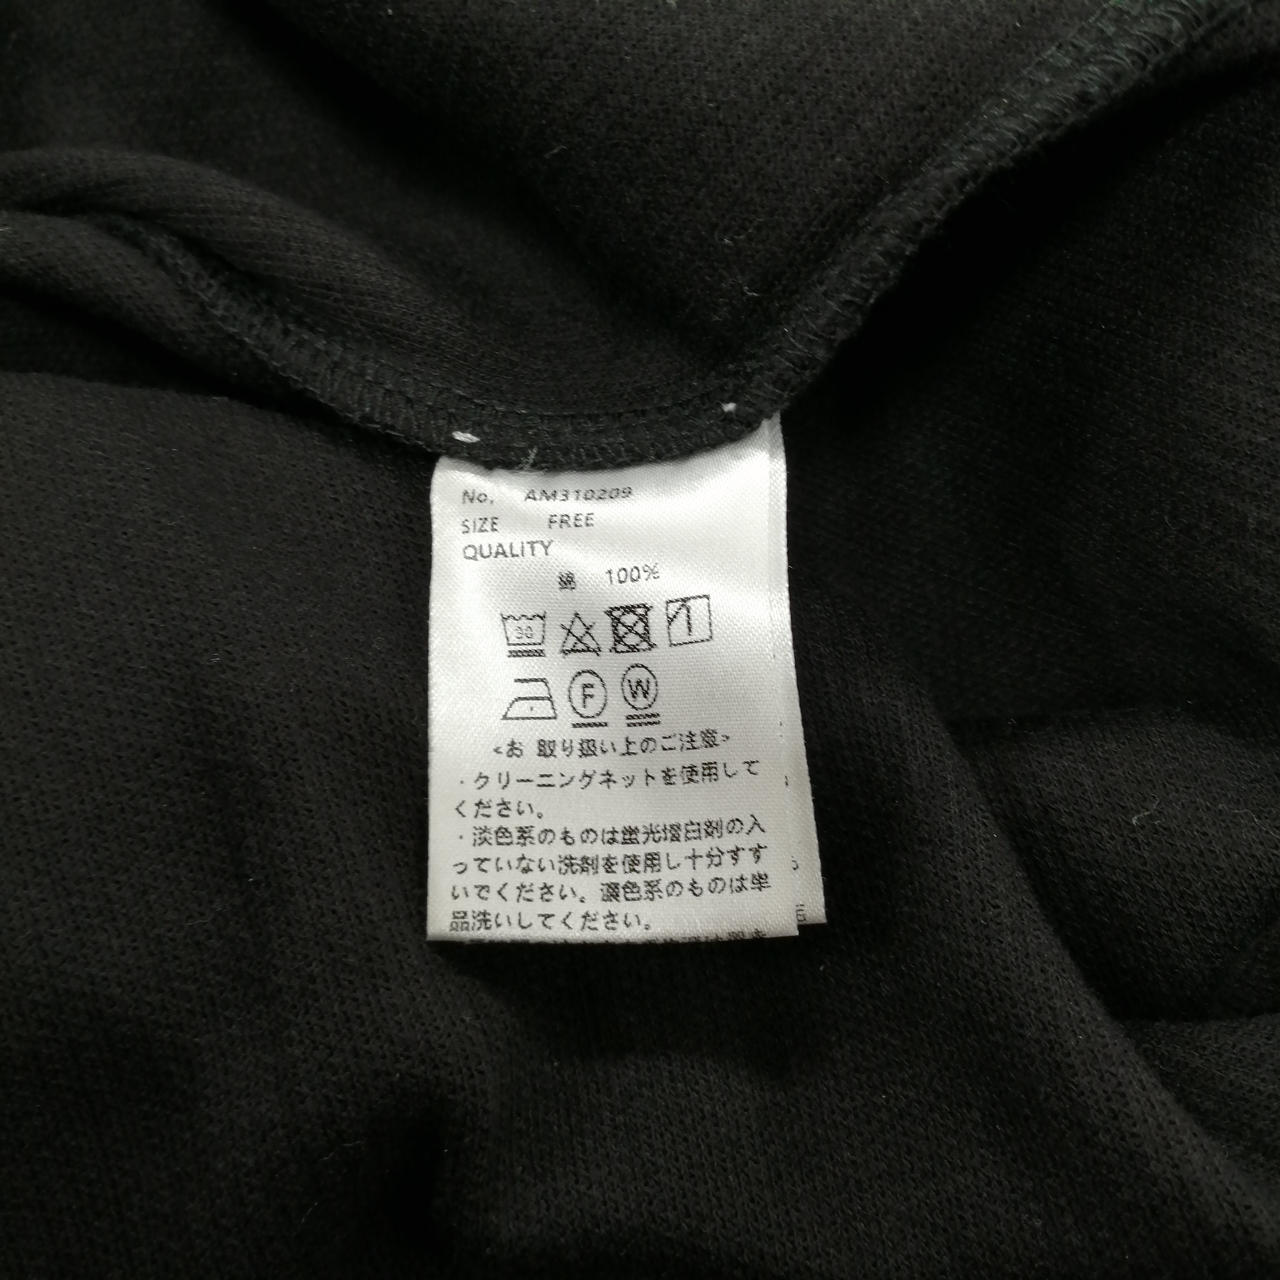 No. AM310209
SIZE FREE
QUALITY
綿 100%
30
F W
<お 取り扱い上のご注意>
・クリーニングネットを使用して
ください。
・淡色系のものは蛍光増白剤の入
っていない洗剤を使用し十分すす
いでください。濃色系のものは単
品洗いしてください。